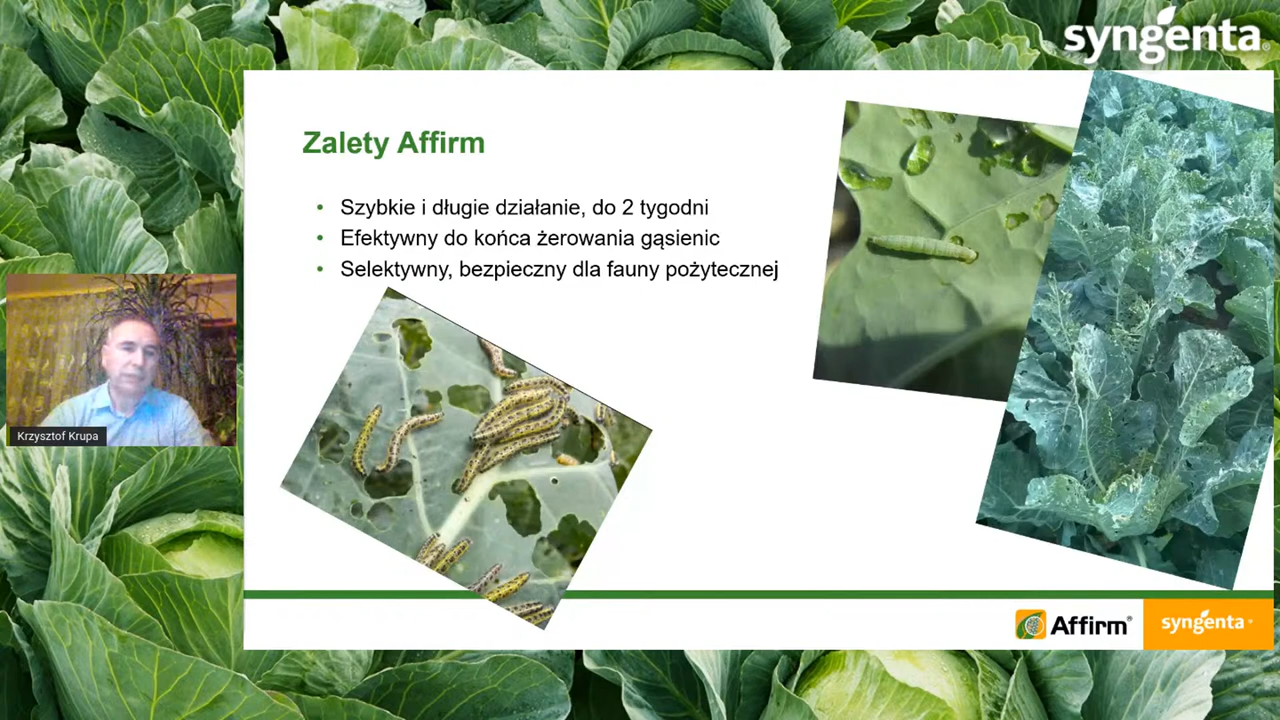 syngenta®
Zalety Affirm
• Szybkie i długie działanie, do 2 tygodni
• Efektywny do końca żerowania gąsienic
• Selektywny, bezpieczny dla fauny pożytecznej
Krzysztof Krupa
Affirm®
syngenta®